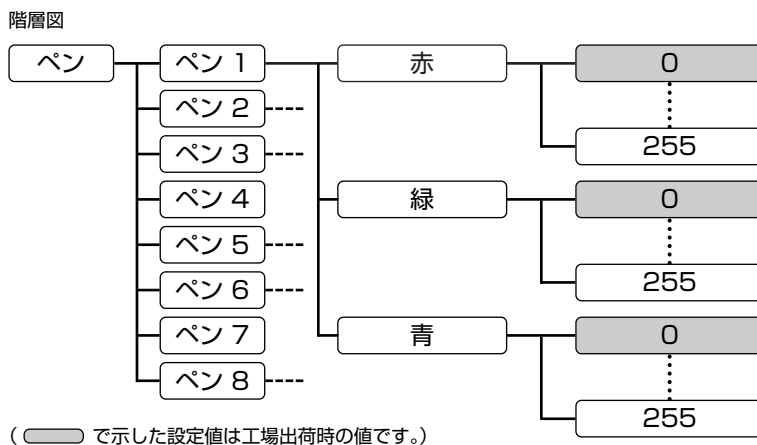 階層図
ペン
ペン 1
ペン 2
ペン 3
ペン 4
ペン 5
ペン 6
ペン 7
ペン 8
赤
0
255
緑
0
255
青
0
255
( で示した設定値は工場出荷時の値です。)